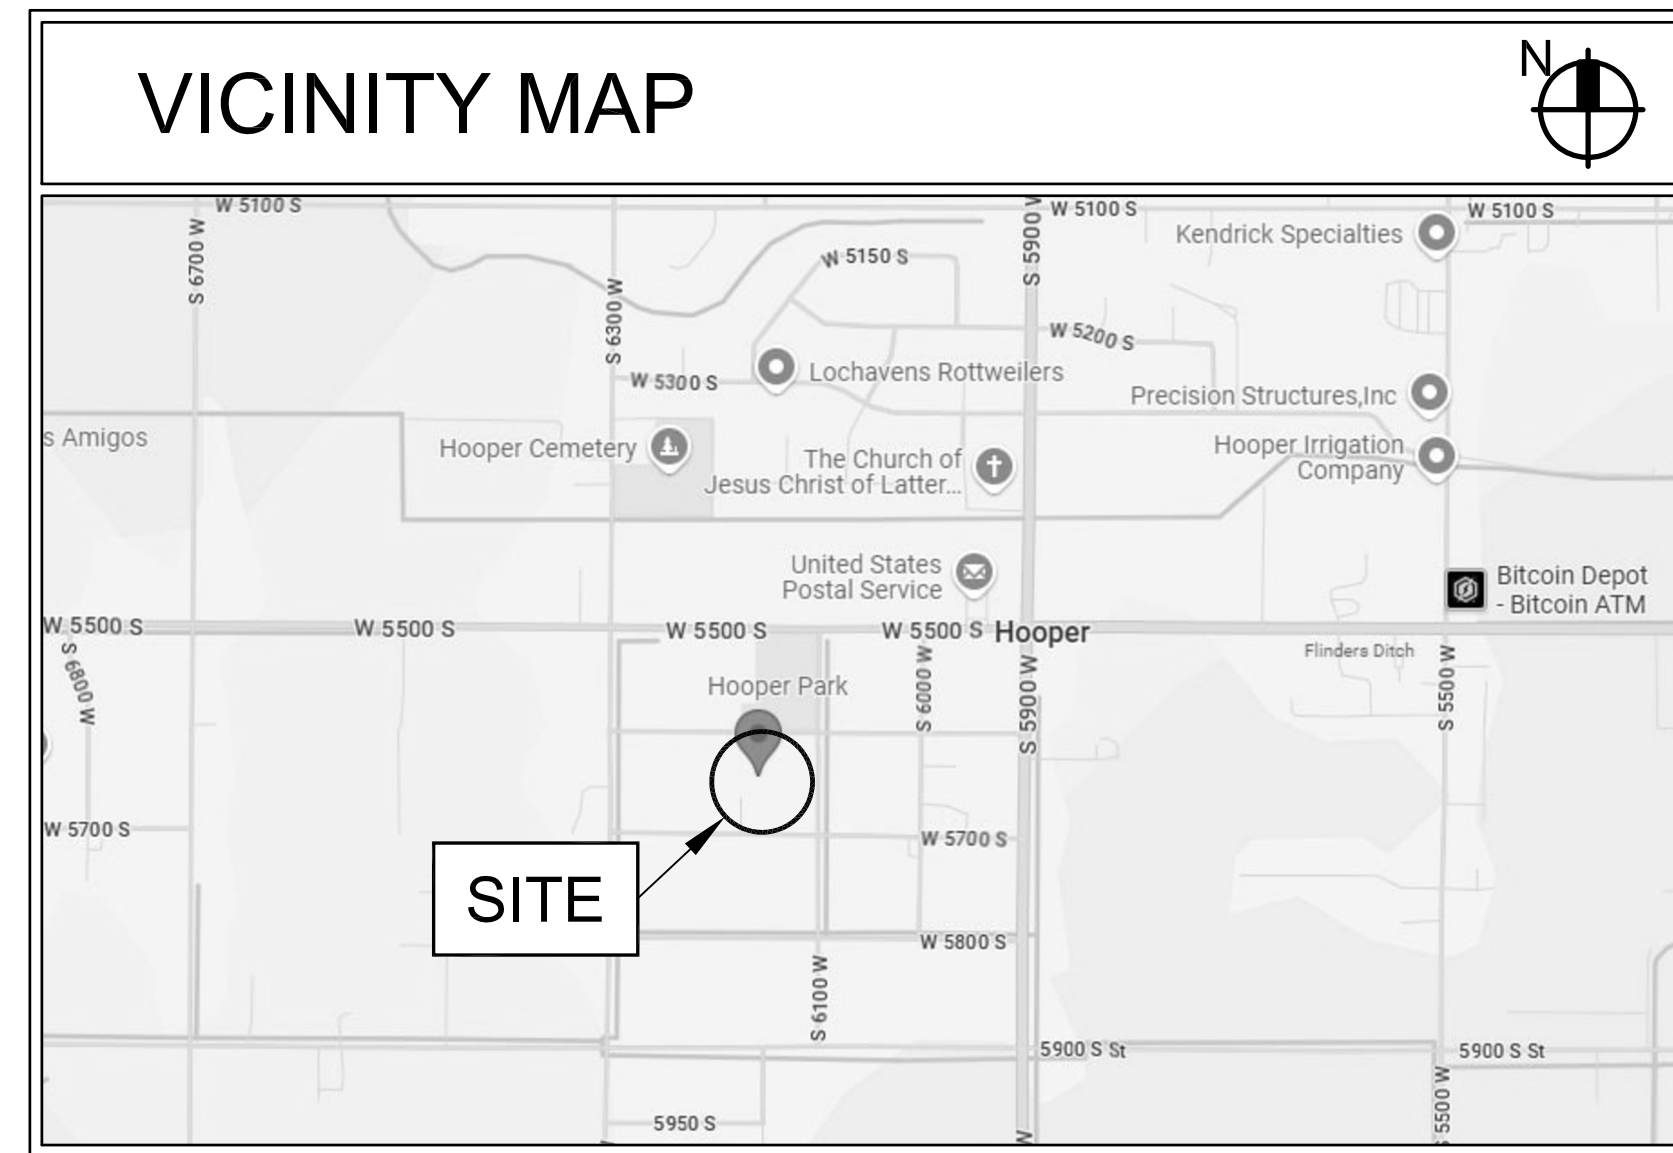 VICINITY MAP
N
W 5100 S
W 5100 S
W 5100 S
S 6700 W
S 5900 W
Kendrick Specialties
W 5150 S
S 6300 W
W 5200 S
W 5300 S
Lochavens Rottweilers
Precision Structures,Inc
s Amigos
Hooper Cemetery
The Church of
Jesus Christ of Latter...
Hooper Irrigation
Company
United States
Postal Service
Bitcoin Depot
- Bitcoin ATM
W 5500 S
W 5500 S
W 5500 S
W 5500 S
Hooper
Flinders Ditch
S 6800 W
Hooper Park
S 6000 W
S 5900 W
S 5500 W
W 5700 S
W 5700 S
SITE
W 5800 S
S 6100 W
5900 S St
5900 S St
5950 S
S 5500 W
W